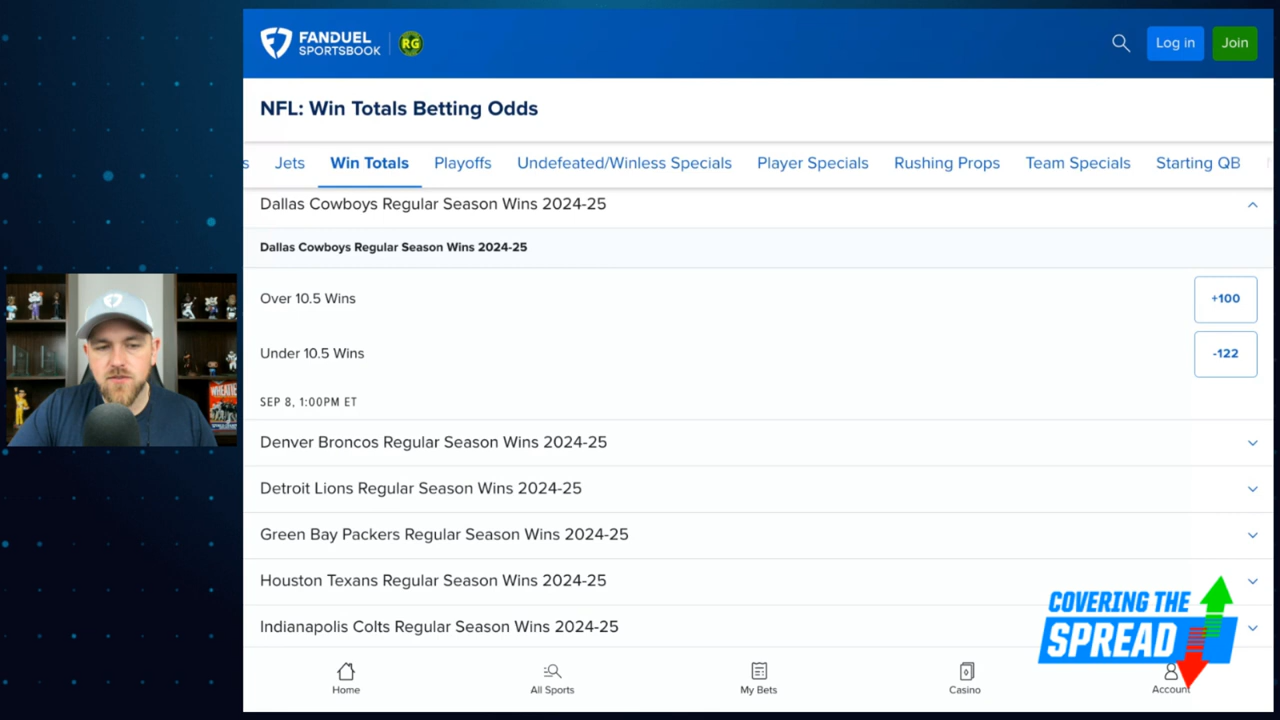 FANDUEL
SPORTSBOOK
RG
Log in
Join
NFL: Win Totals Betting Odds
s
Jets
Win Totals
Playoffs
Undefeated/Winless Specials
Player Specials
Rushing Props
Team Specials
Starting QB
Dallas Cowboys Regular Season Wins 2024-25
Dallas Cowboys Regular Season Wins 2024-25
Over 10.5 Wins
+100
Under 10.5 Wins
-122
SEP 8, 1:00PM ET
Denver Broncos Regular Season Wins 2024-25
Detroit Lions Regular Season Wins 2024-25
Green Bay Packers Regular Season Wins 2024-25
Houston Texans Regular Season Wins 2024-25
Indianapolis Colts Regular Season Wins 2024-25
COVERING THE
SPREAD
Home
All Sports
My Bets
Casino
Account
WHEATIES